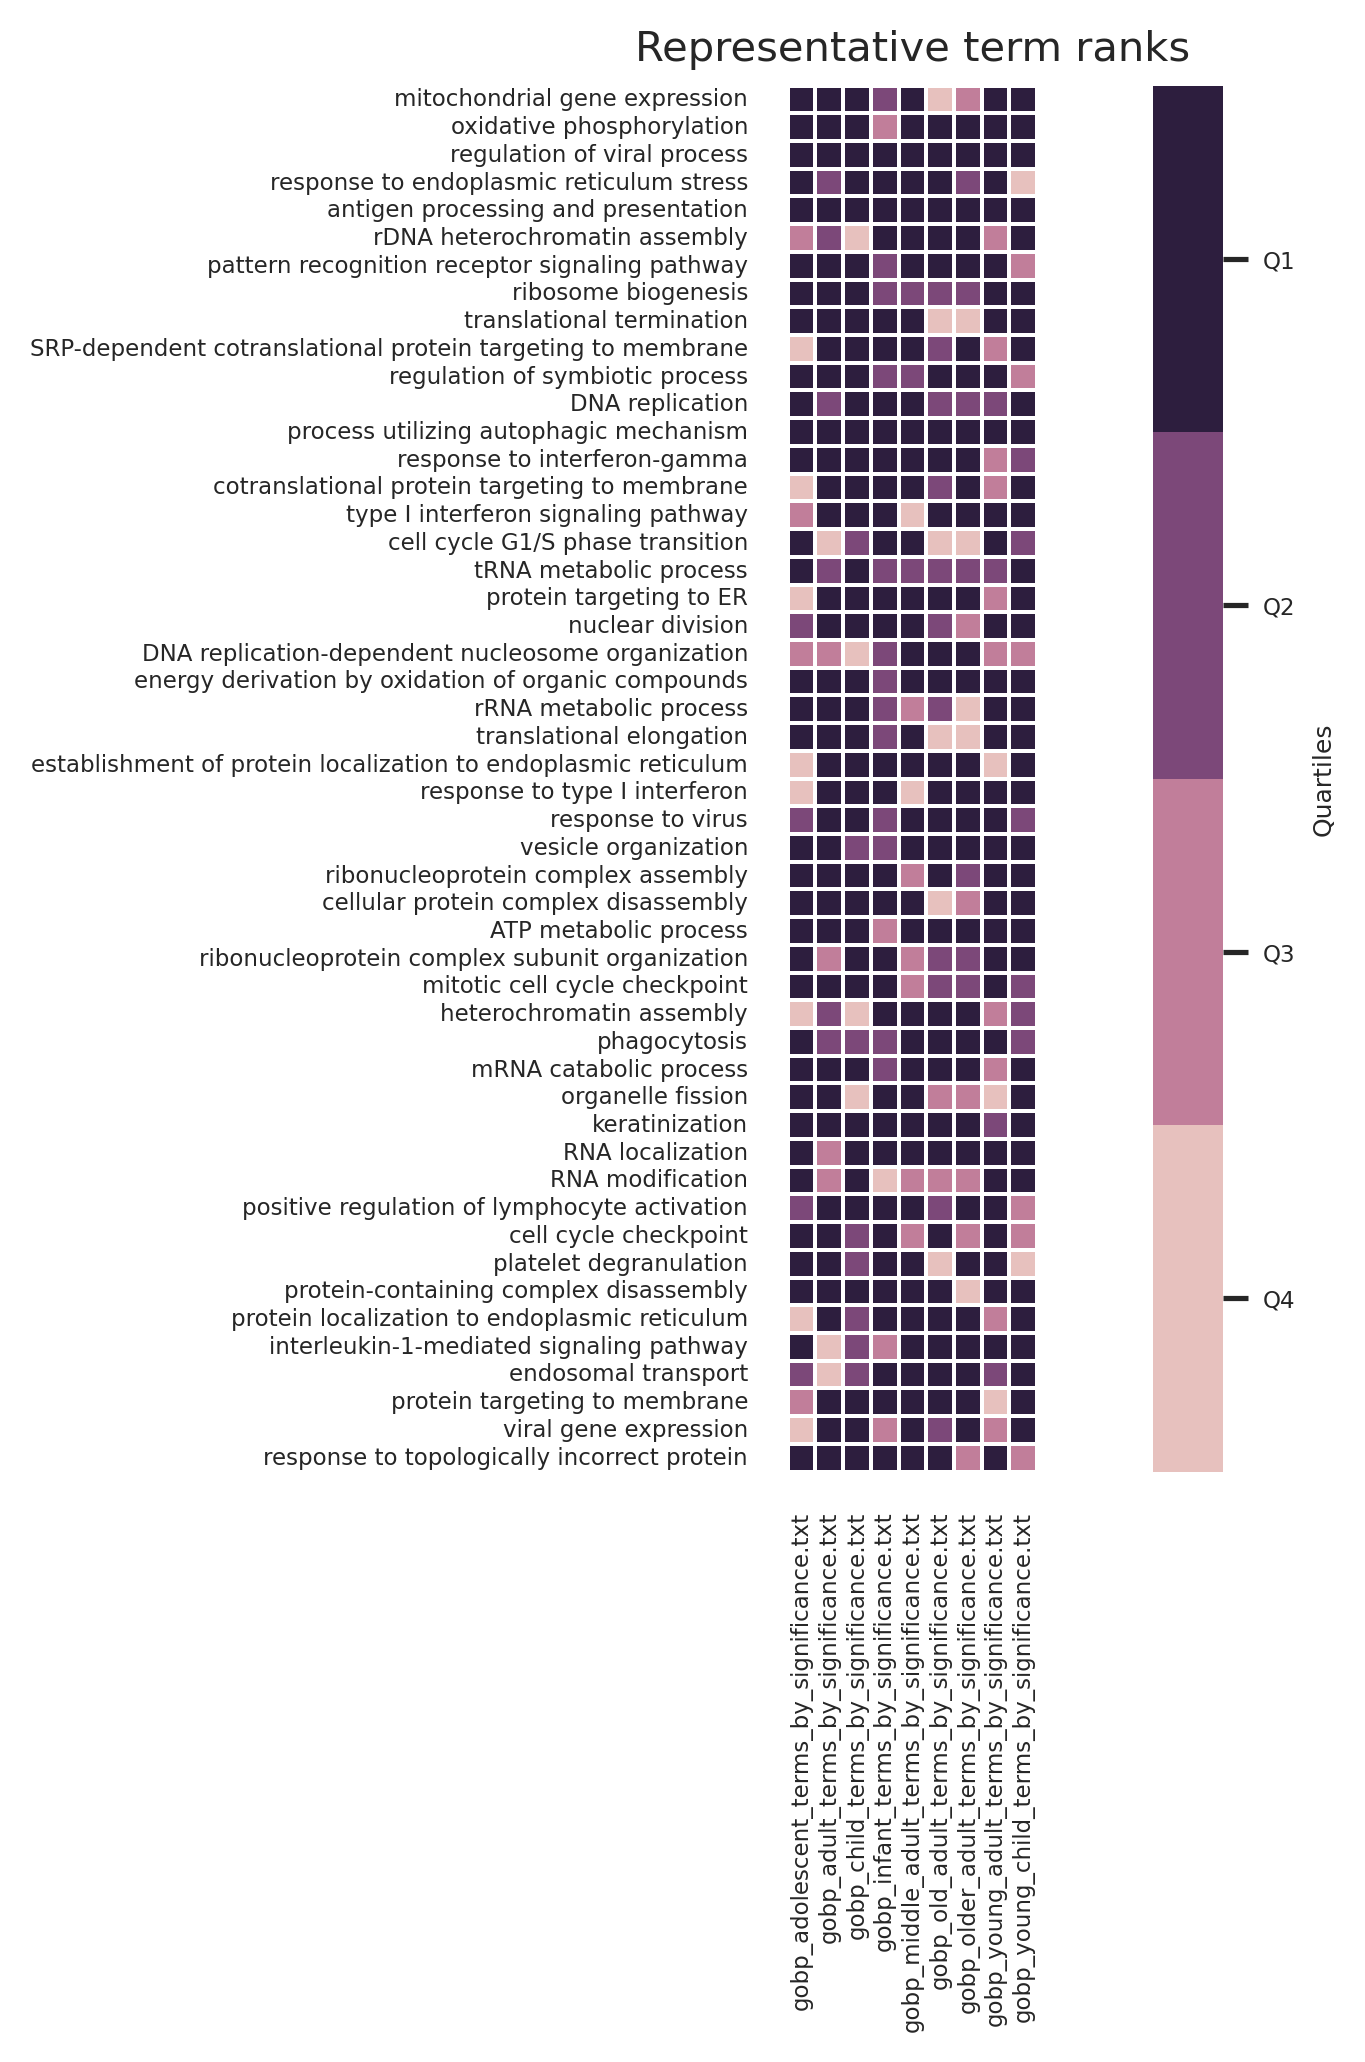 Representative term ranks
mitochondrial gene expression
oxidative phosphorylation
regulation of viral process
response to endoplasmic reticulum stress
antigen processing and presentation
rDNA heterochromatin assembly
pattern recognition receptor signaling pathway
ribosome biogenesis
translational termination
SRP-dependent cotranslational protein targeting to membrane
regulation of symbiotic process
DNA replication
process utilizing autophagic mechanism
response to interferon-gamma
cotranslational protein targeting to membrane
type I interferon signaling pathway
cell cycle G1/S phase transition
tRNA metabolic process
protein targeting to ER
nuclear division
DNA replication-dependent nucleosome organization
energy derivation by oxidation of organic compounds
rRNA metabolic process
translational elongation
establishment of protein localization to endoplasmic reticulum
response to type I interferon
response to virus
vesicle organization
ribonucleoprotein complex assembly
cellular protein complex disassembly
ATP metabolic process
ribonucleoprotein complex subunit organization
mitotic cell cycle checkpoint
heterochromatin assembly
phagocytosis
mRNA catabolic process
organelle fission
keratinization
RNA localization
RNA modification
positive regulation of lymphocyte activation
cell cycle checkpoint
platelet degranulation
protein-containing complex disassembly
protein localization to endoplasmic reticulum
interleukin-1-mediated signaling pathway
endosomal transport
protein targeting to membrane
viral gene expression
response to topologically incorrect protein
gobp_adolescent_terms_by_significance.txt
gobp_adult_terms_by_significance.txt
gobp_child_terms_by_significance.txt
gobp_infant_terms_by_significance.txt
gobp_middle_adult_terms_by_significance.txt
gobp_old_adult_terms_by_significance.txt
gobp_older_adult_terms_by_significance.txt
gobp_young_adult_terms_by_significance.txt
gobp_young_child_terms_by_significance.txt
Q1
Q2
Q3
Q4
Quartiles